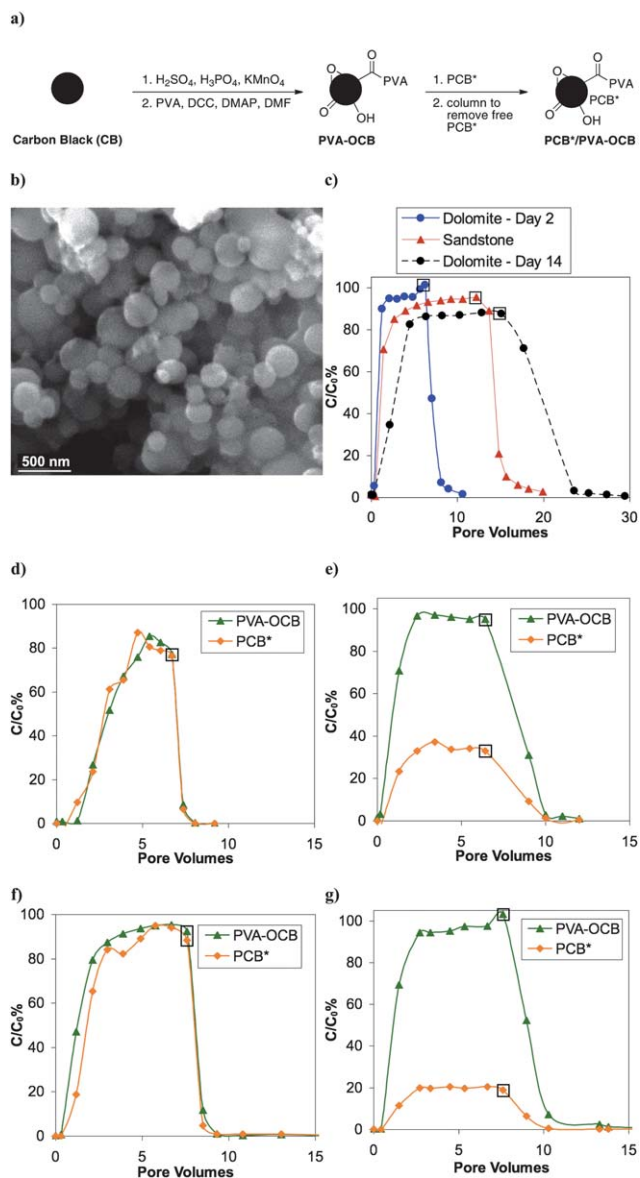 a)
1. H2SO4, H3PO4, KMnO4
2. PVA, DCC, DMAP, DMF
Carbon Black (CB)
O
O
PVA
O
OH
PVA-OCB
1. PCB*
2. column to
remove free
PCB*
O
O
PVA
PCB*
O
OH
PCB*/PVA-OCB
b)
500 nm
c)
Dolomite - Day 2
Sandstone
Dolomite - Day 14
C/C0%
100
80
60
40
20
0
0
10
20
30
Pore Volumes
d)
PVA-OCB
PCB*
C/C0%
100
80
60
40
20
0
0
5
10
15
Pore Volumes
e)
PVA-OCB
PCB*
C/C0%
100
80
60
40
20
0
0
5
10
15
Pore Volumes
f)
PVA-OCB
PCB*
C/C0%
100
80
60
40
20
0
0
5
10
15
Pore Volumes
g)
PVA-OCB
PCB*
C/C0%
100
80
60
40
20
0
0
5
10
15
Pore Volumes